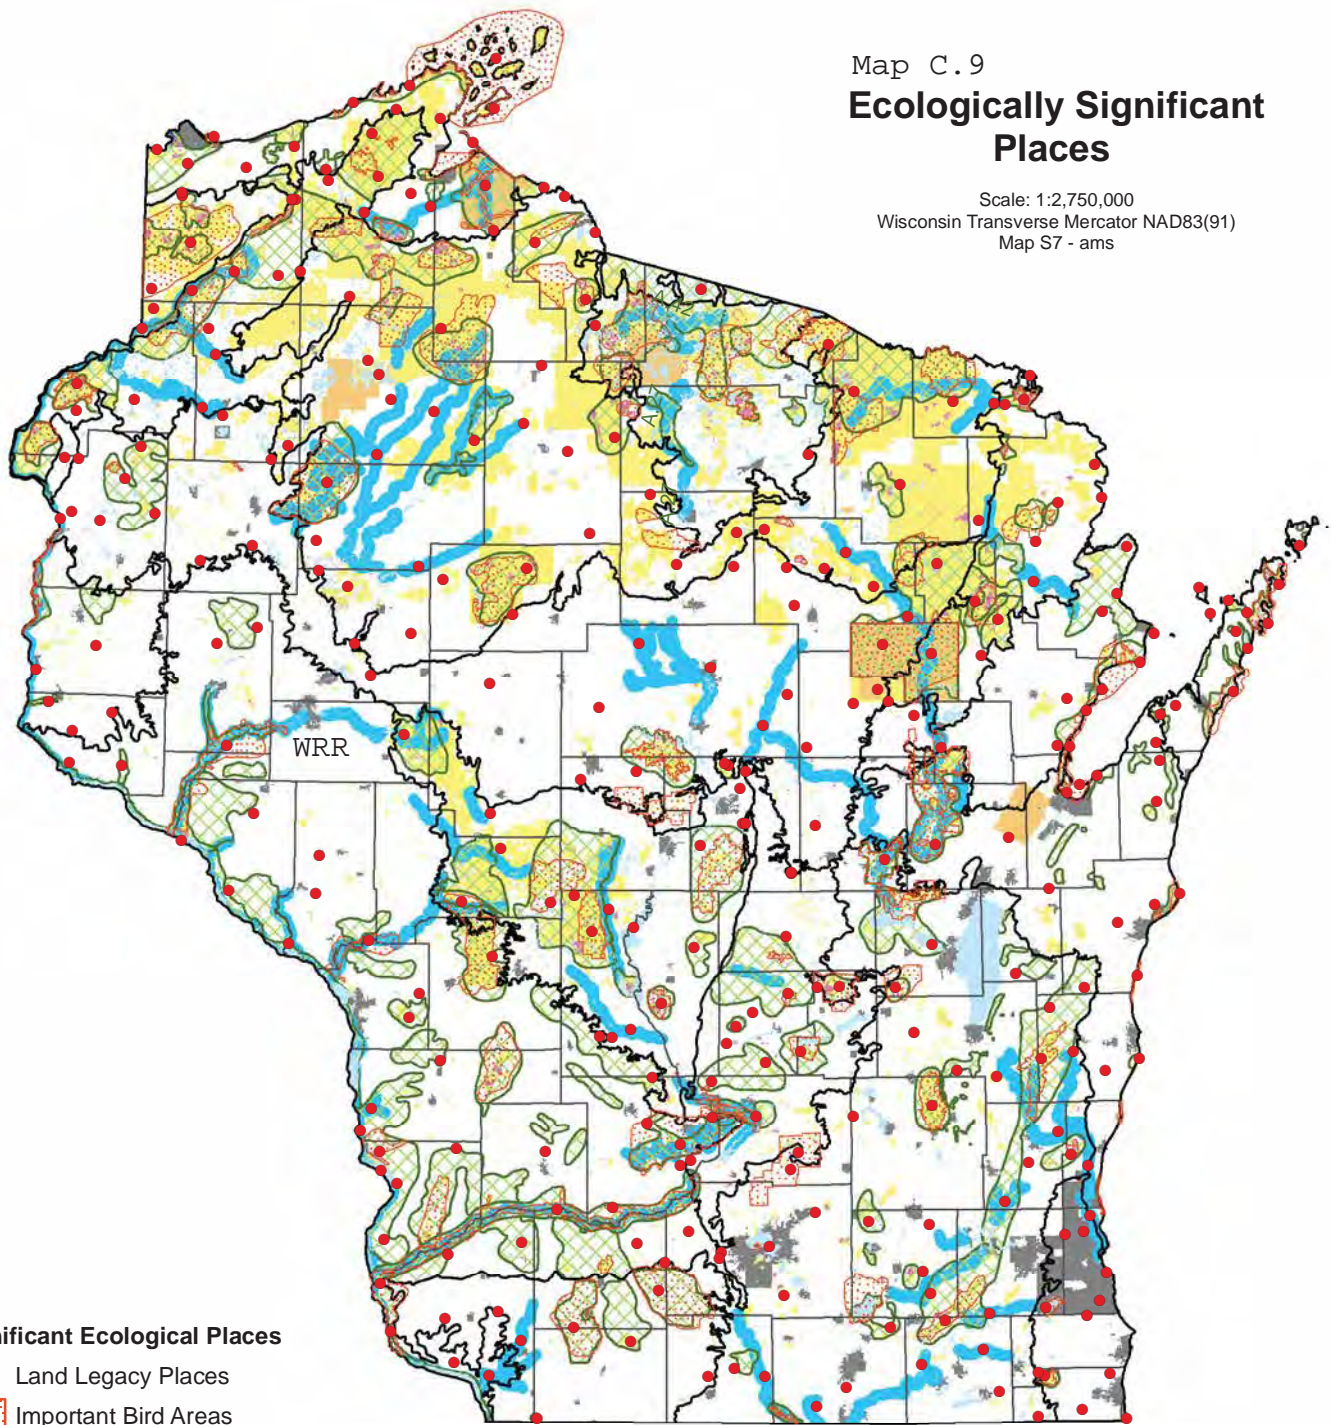 Map C.9
Ecologically Significant
Places
Scale: 1:2,750,000
Wisconsin Transverse Mercator NAD83(91)
Map S7 - ams
WRR
nificant Ecological Places
Land Legacy Places
Important Bird Areas